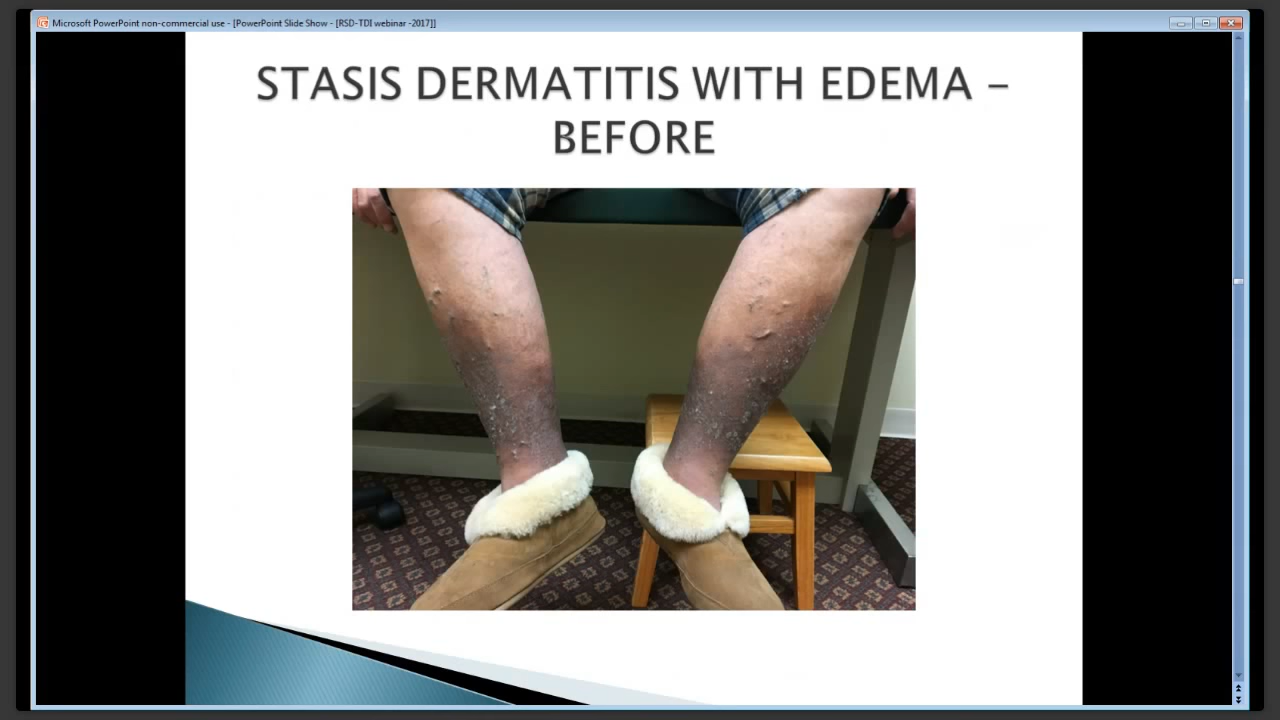 Microsoft PowerPoint non-commercial use - [PowerPoint Slide Show - [RSD-TDI webinar -2017]]
STASIS DERMATITIS WITH EDEMA –
BEFORE